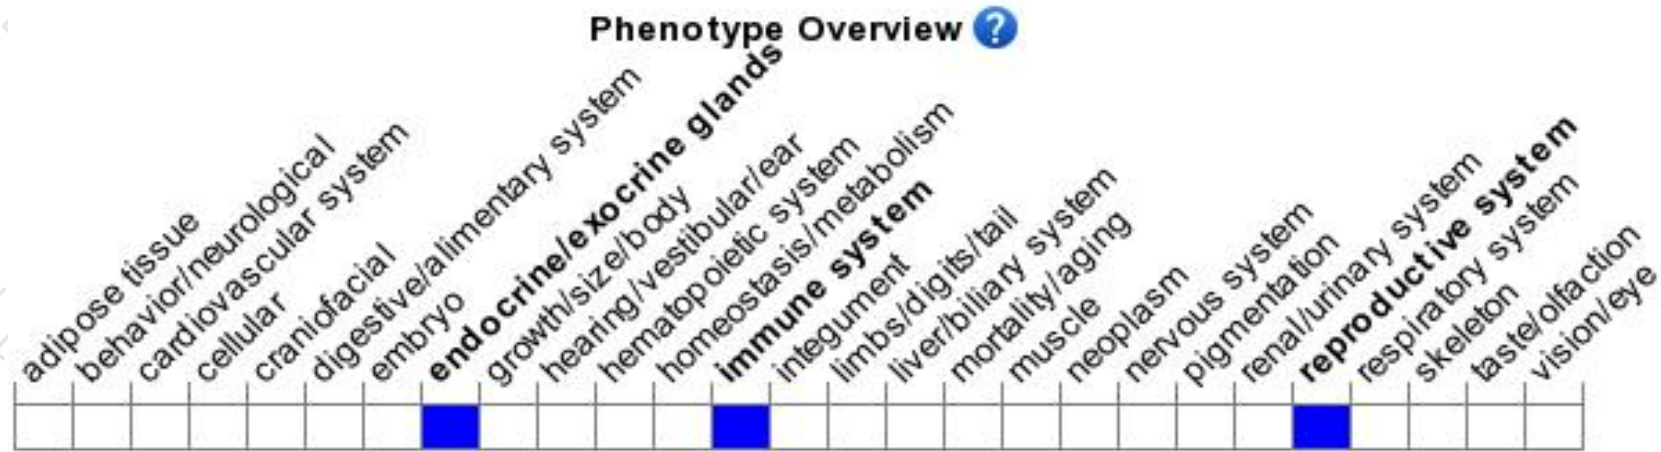 Phenotype Overview ?
adipose tissue
behavior/neurological
cardiovascular system
cellular
craniofacial
digestive/alimentary system
embryo
endocrine/exocrine glands
growth/size/body
hearing/vestibular/ear
hematopoietic system
homeostasis/metabolism
immune system
integument
limbs/digits/tail
liver/biliary system
mortality/aging
muscle
neoplasm
nervous system
pigmentation
renal/urinary system
reproductive system
respiratory system
skeleton
taste/olfaction
vision/eye